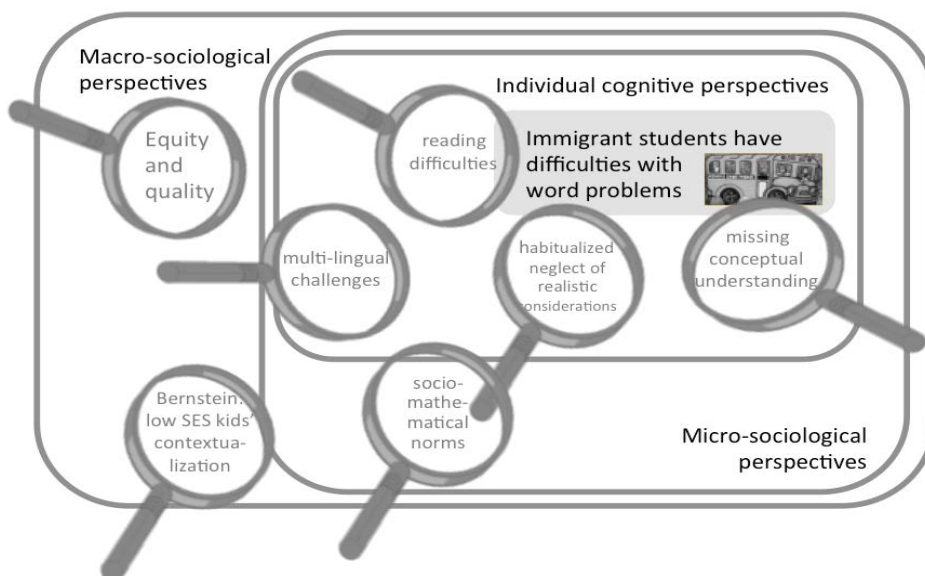 Macro-sociological
perspectives
Individual cognitive perspectives
Equity
and
quality
reading
difficulties
Immigrant students have
difficulties with
word problems
multi-lingual
challenges
habitualized
neglect of
realistic
considerations
missing
conceptual
understanding
Bernstein:
low SES kids'
contextua-
lization
socio-
mathe-
matical
norms
Micro-sociological
perspectives